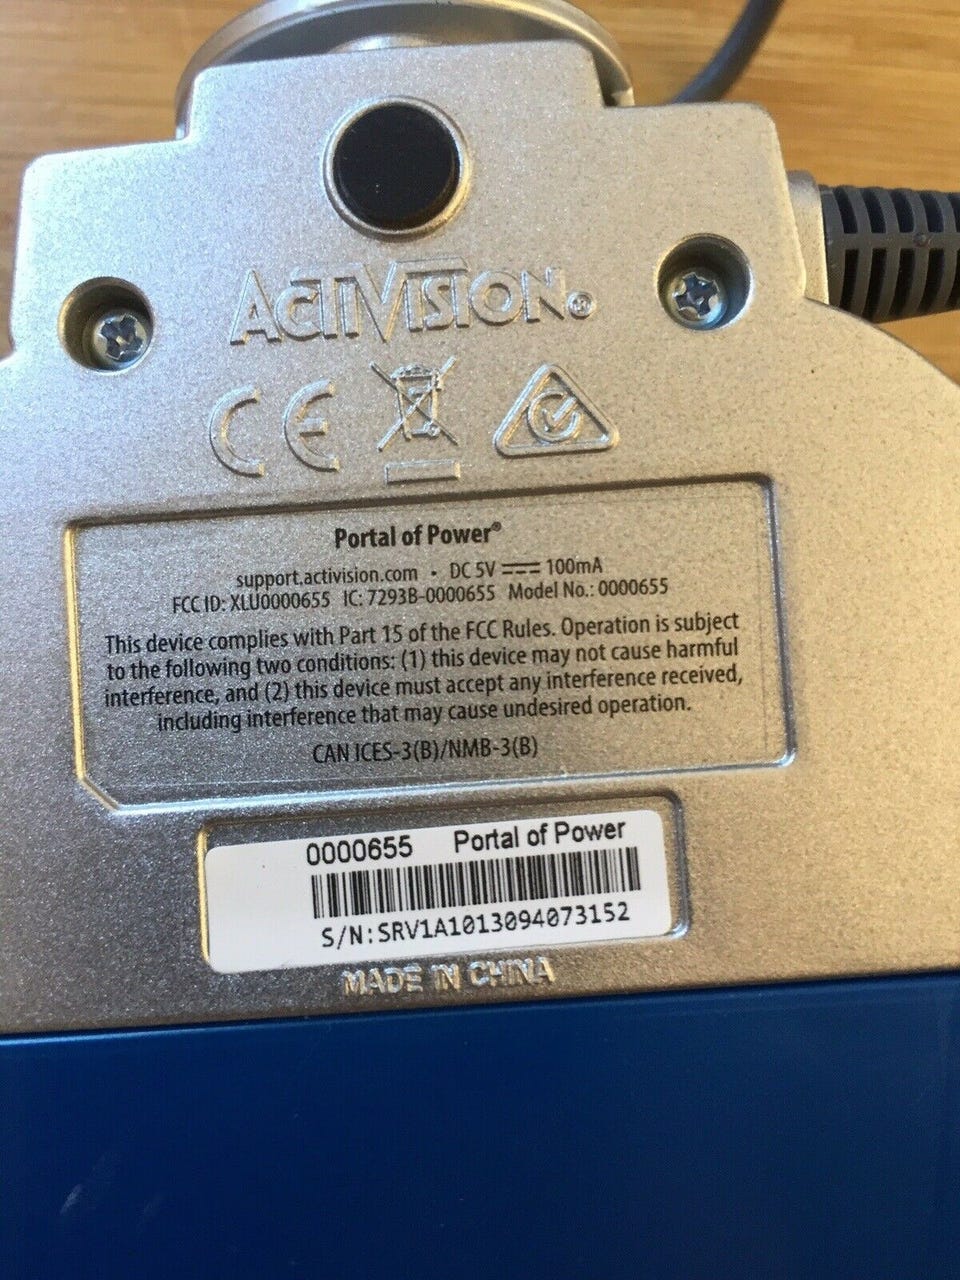 ACTIVISION®
CE
Portal of Power®
support.activision.com • DC 5V ⎓ 100mA
FCC ID: XLU0000655 IC: 7293B-0000655 Model No.: 0000655
This device complies with Part 15 of the FCC Rules. Operation is subject
to the following two conditions: (1) this device may not cause harmful
interference, and (2) this device must accept any interference received,
including interference that may cause undesired operation.
CAN ICES-3(B)/NMB-3(B)
0000655 Portal of Power
S/N:SRV1A1013094073152
MADE IN CHINA